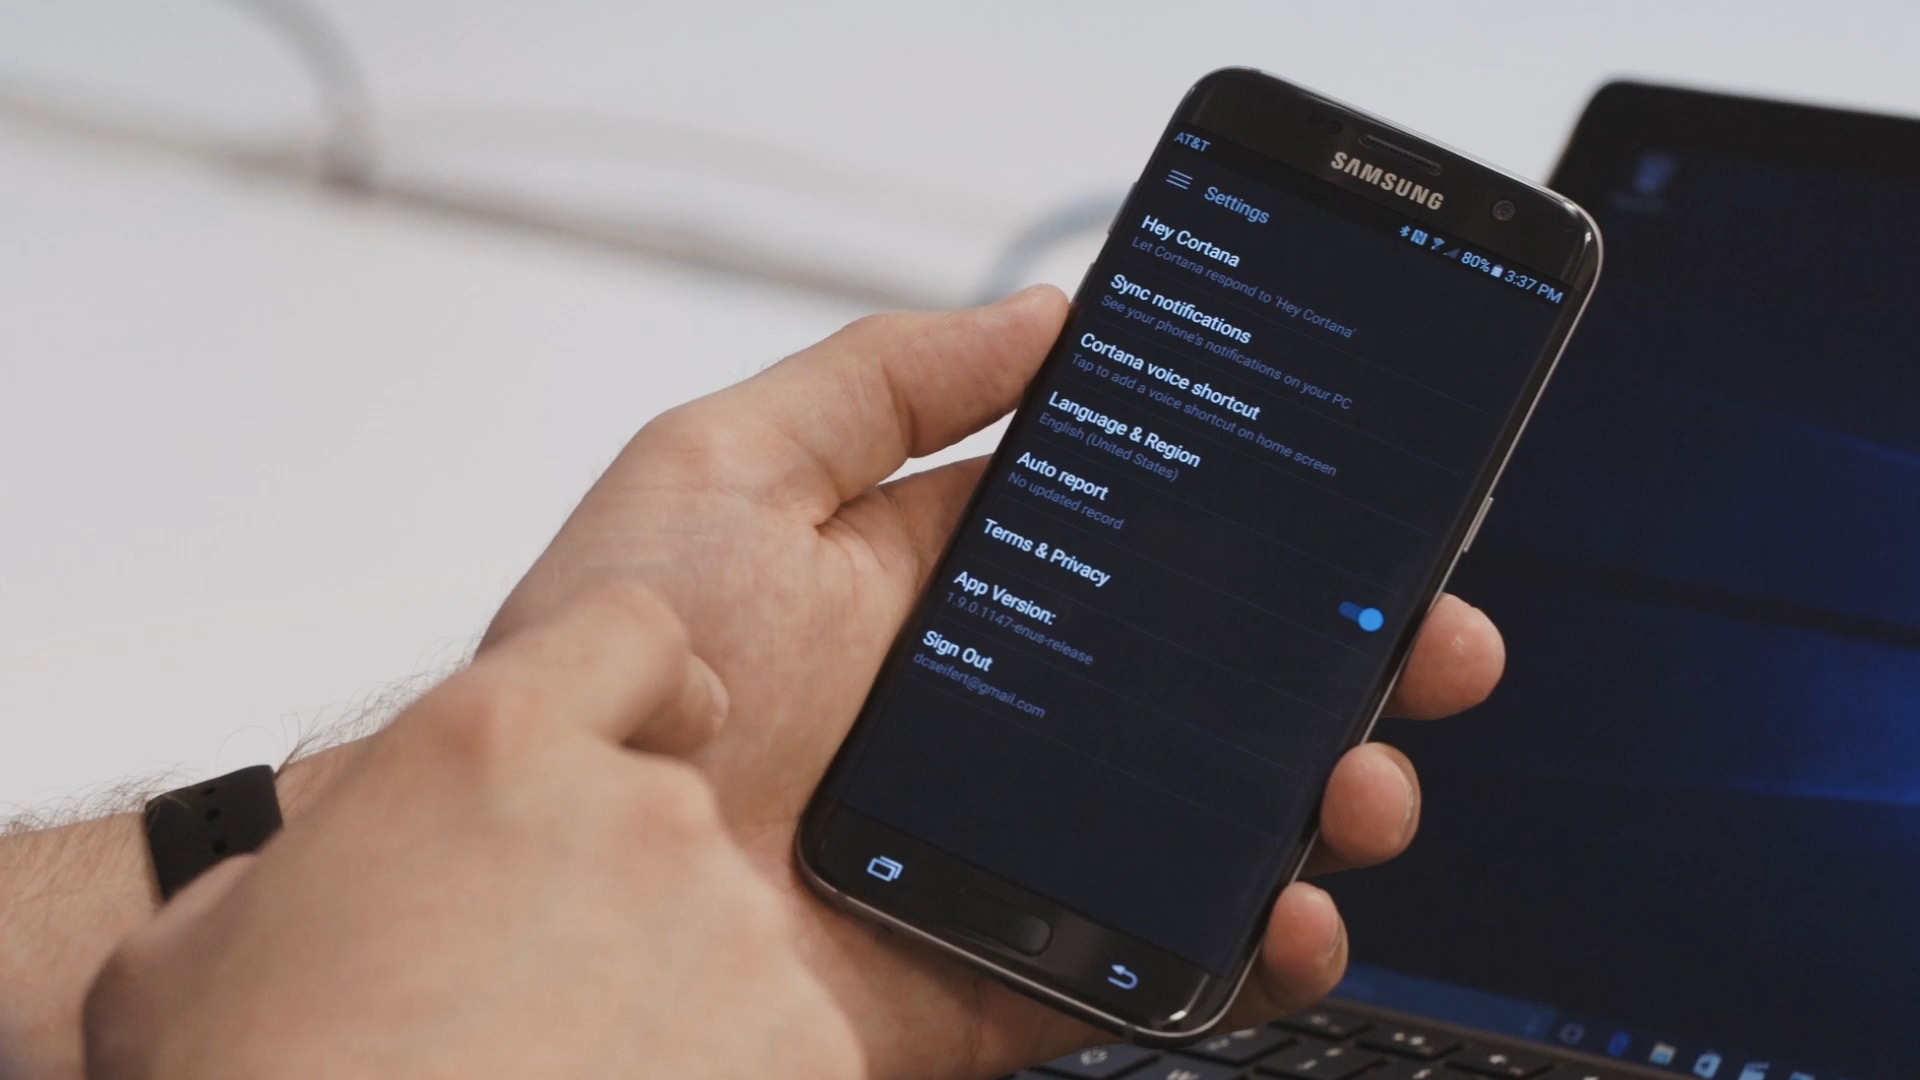 SAMSUNG
AT&T
80% 3:37 PM
Settings
Hey Cortana
Let Cortana respond to 'Hey Cortana'
Sync notifications
See your phone's notifications on your PC
Cortana voice shortcut
Tap to add a voice shortcut on home screen
Language & Region
English (United States)
Auto report
No updated record
Terms & Privacy
App Version:
1.9.0.1147-enus-release
Sign Out
dcseifert@gmail.com